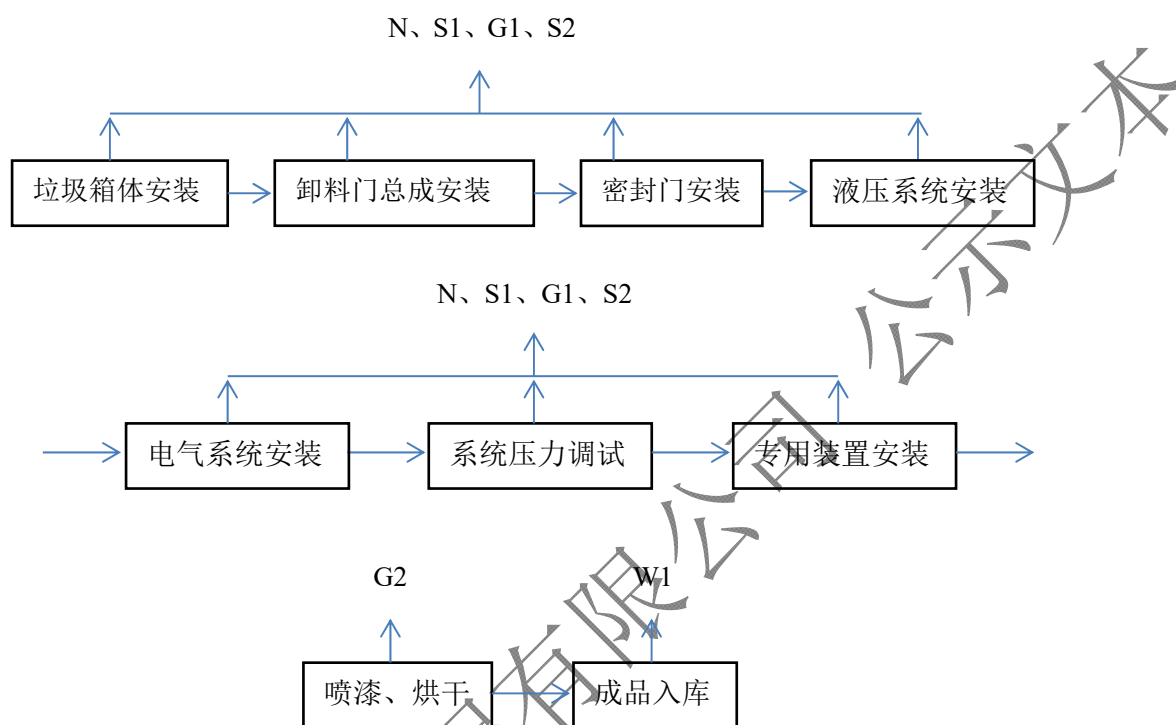 N、S1、G1、S2
垃圾箱体安装 卸料门总成安装 密封门安装 液压系统安装
N、S1、G1、S2
电气系统安装 系统压力调试 专用装置安装
G2 W1
喷漆、烘干 成品入库
有限公司 公示文本